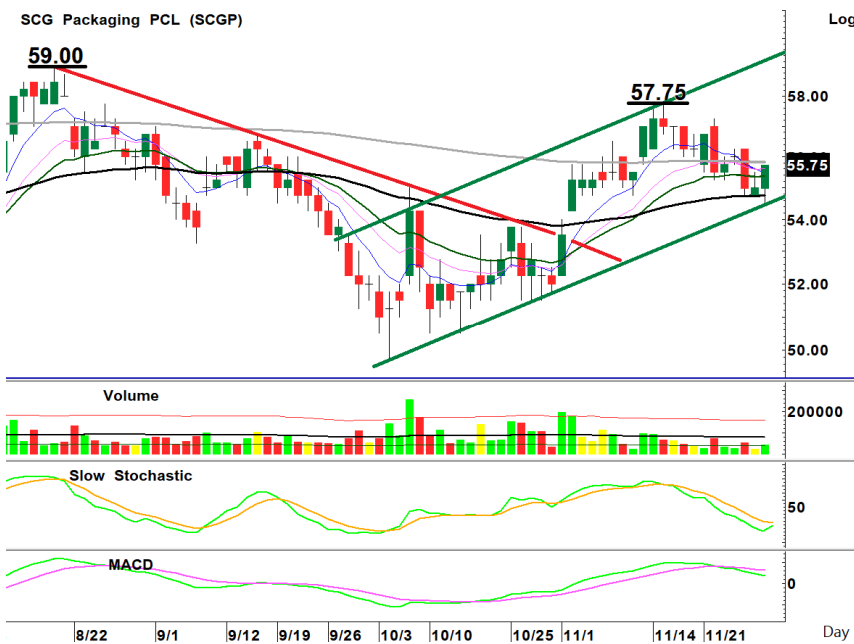 SCG Packaging PCL (SCGP)
Log
59.00
57.75
58.00
55.75
54.00
52.00
50.00
Volume
200000
Slow Stochastic
50
MACD
0
8/22 9/1 9/12 9/19 9/26 10/3 10/10 10/25 11/1 11/14 11/21 Day